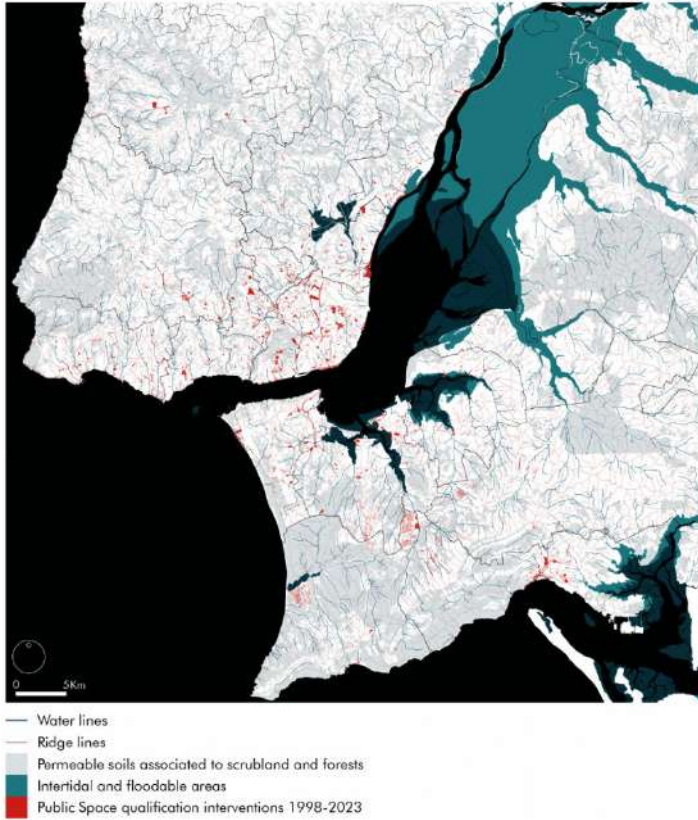 0 5Km
Water lines
Ridge lines
Permeable soils associated to scrubland and forests
Intertidal and floodable areas
Public Space qualification interventions 1998-2023